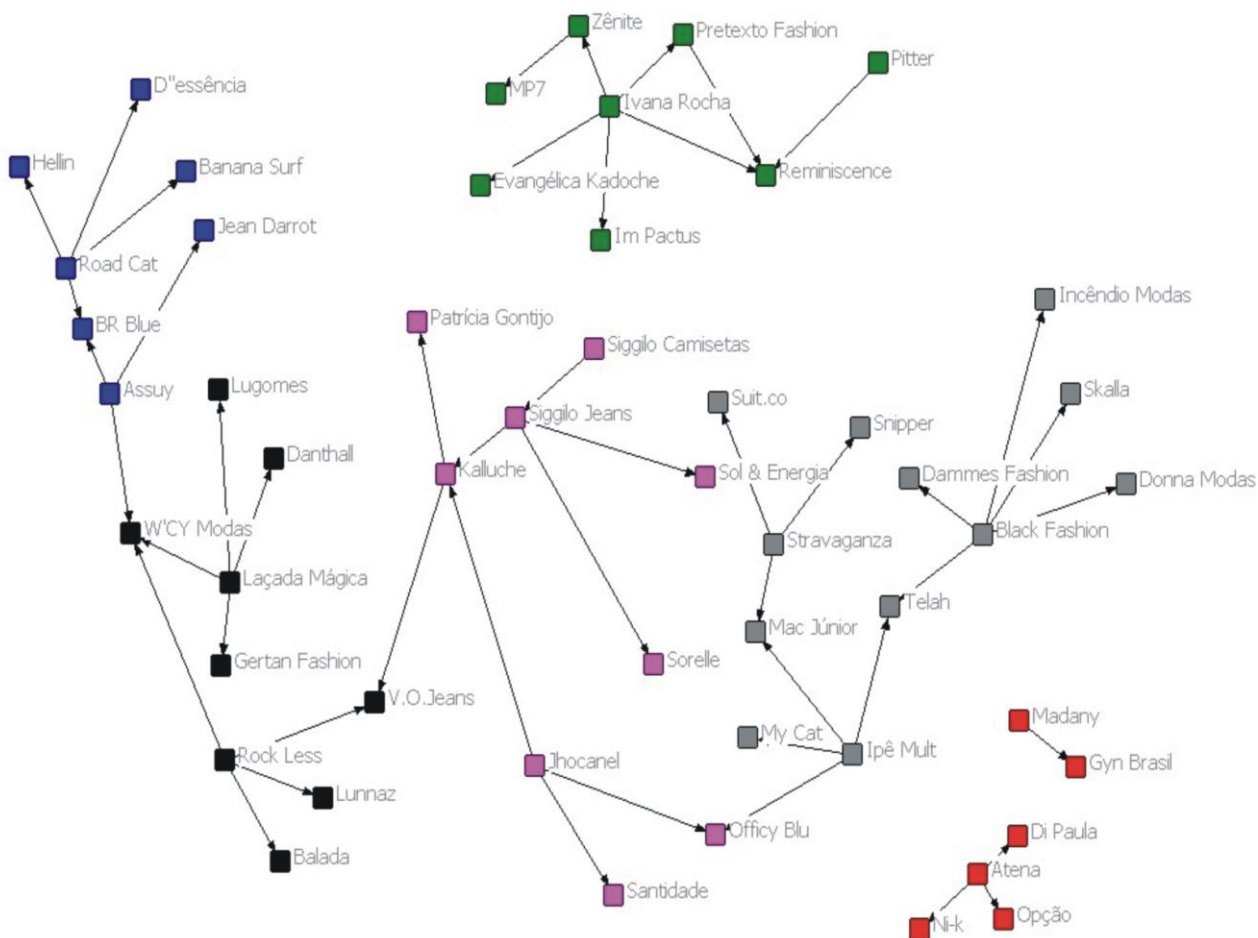 Zênite
Pretexto Fashion
Pitter
D"essência
MP7
Ivana Rocha
Hellin
Banana Surf
Evangélica Kadoche
Reminiscence
Jean Darrot
Im Pactus
Road Cat
Incêndio Modas
BR Blue
Patrícia Gontijo
Siggilo Camisetas
Assuy
Lugomes
Suit.co
Skalla
Siggilo Jeans
Snipper
Danthall
Kalluche
Sol & Energia
Dammes Fashion
Donna Modas
W'CY Modas
Stravaganza
Black Fashion
Laçada Mágica
Telah
Mac Júnior
Gertan Fashion
Sorelle
V.O.Jeans
Madany
My Cat
Rock Less
Jhocanel
Ipê Mult
Gyn Brasil
Lunnaz
Officy Blu
Di Paula
Balada
Atena
Santidade
Ni-k
Opção